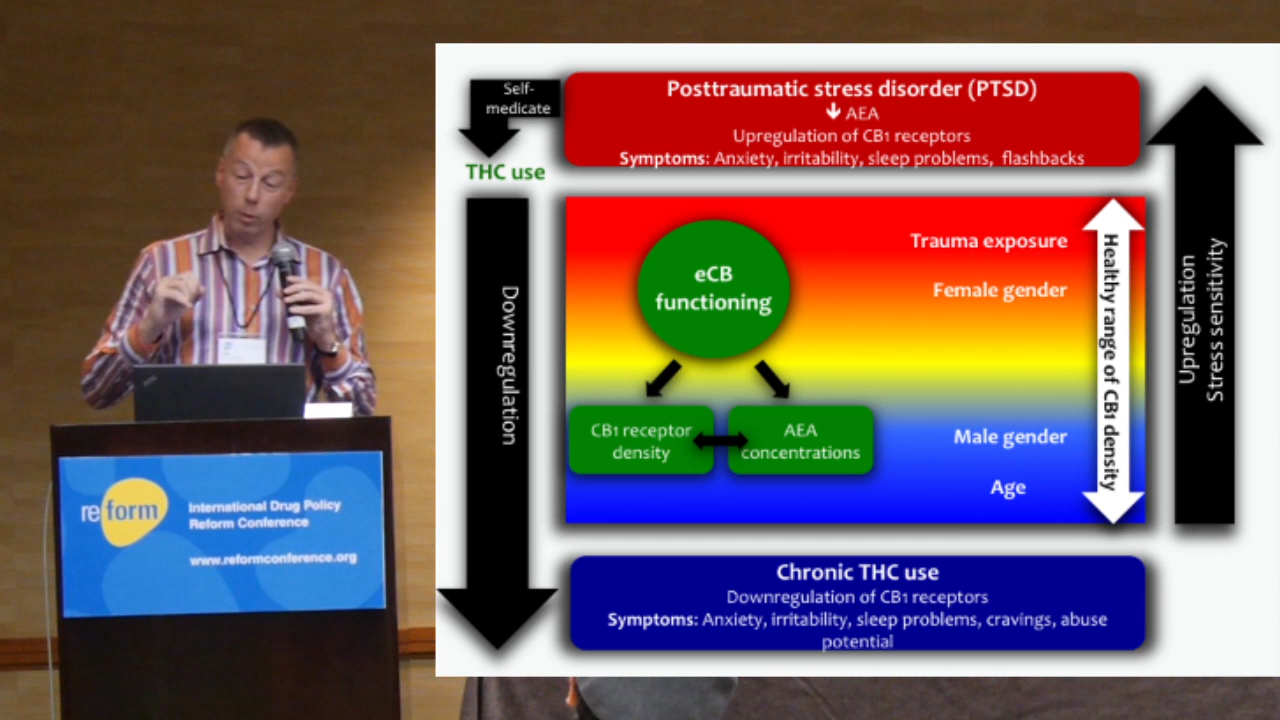 Self-
medicate
THC use
Downregulation
Posttraumatic stress disorder (PTSD)
AEA
Upregulation of CB1 receptors
Symptoms: Anxiety, irritability, sleep problems, flashbacks
eCB
functioning
CB1 receptor
density
AEA
concentrations
Trauma exposure
Female gender
Male gender
Age
Healthy range of CB1 density
Upregulation
Stress sensitivity
Chronic THC use
Downregulation of CB1 receptors
Symptoms: Anxiety, irritability, sleep problems, cravings, abuse
potential
re form
International Drug Policy
Reform Conference
www.reformconference.org